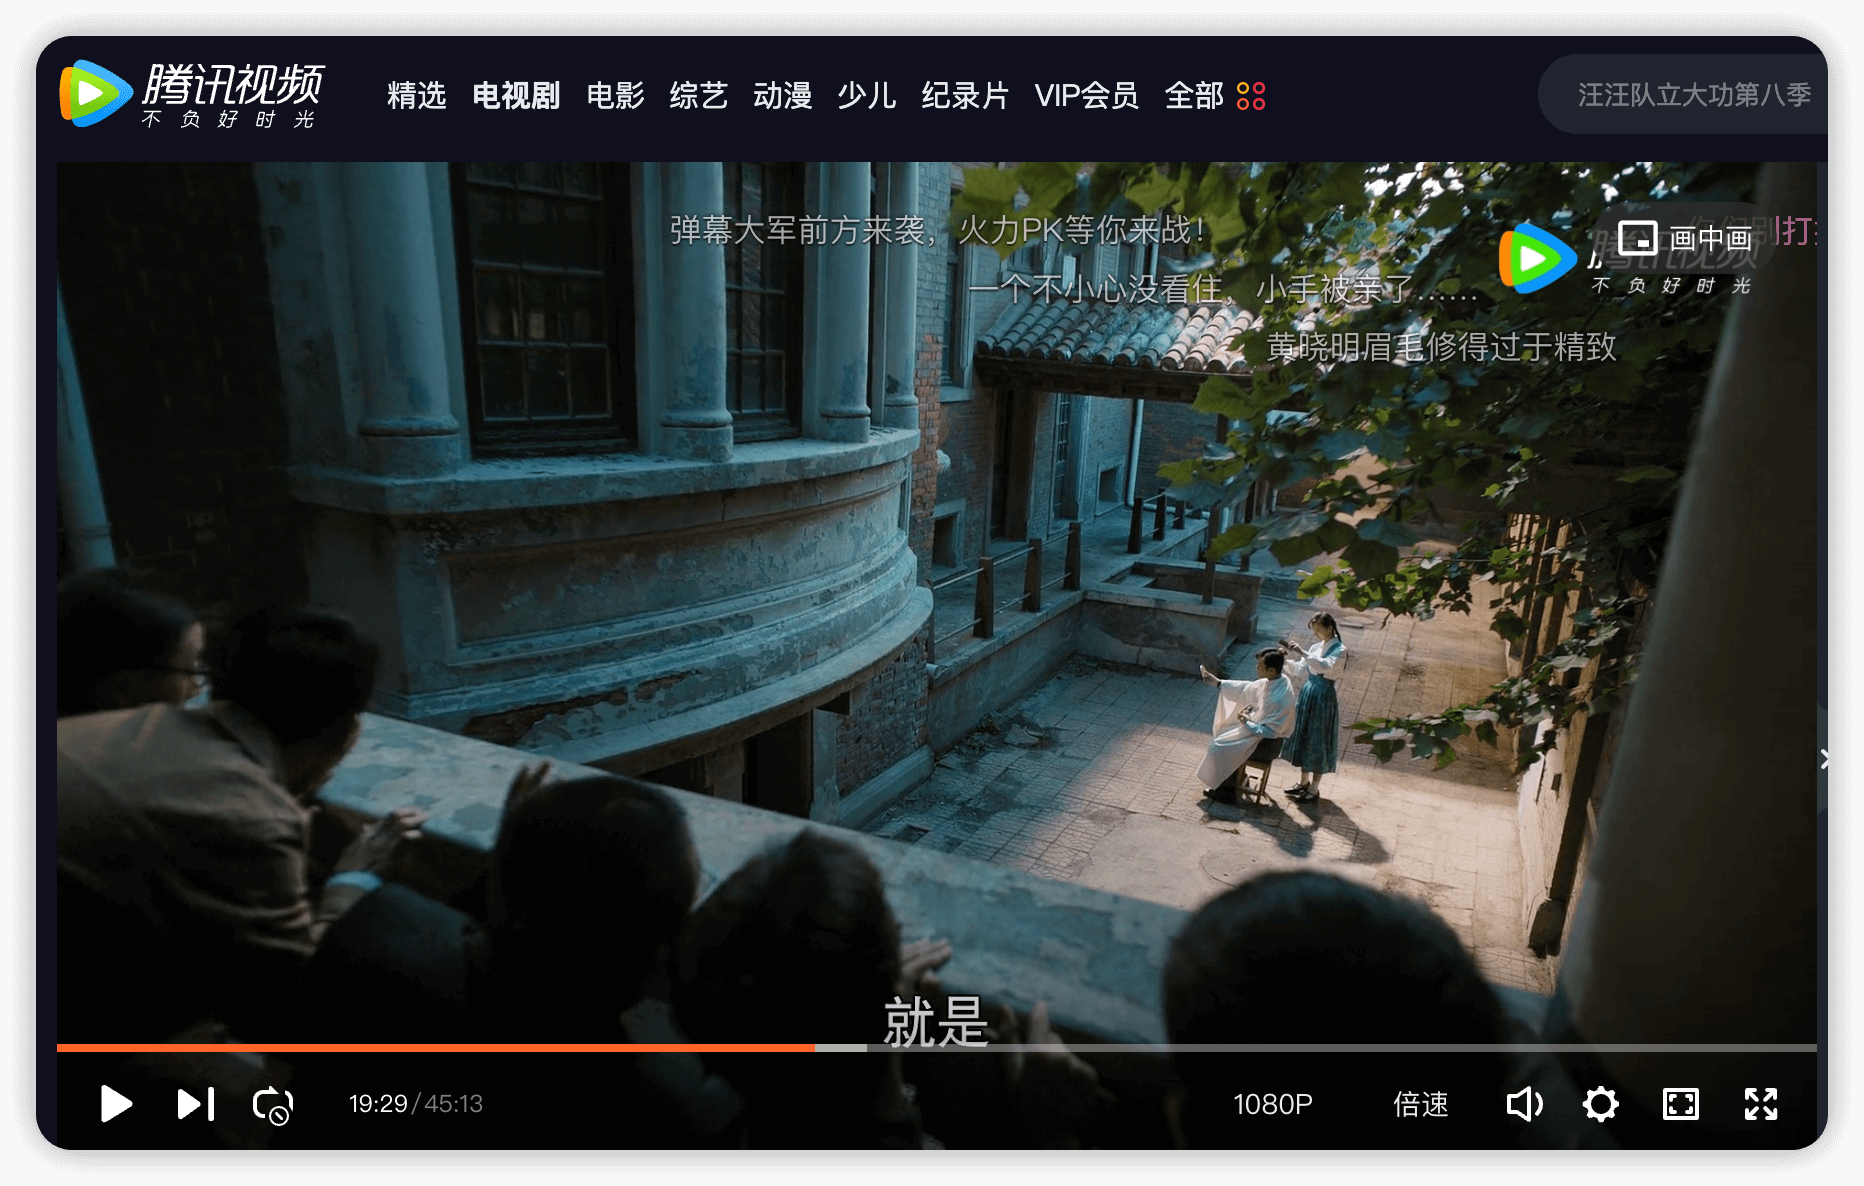 腾讯视频
不负好时光
精选 电视剧 电影 综艺 动漫 少儿 纪录片 VIP会员 全部
汪汪队立大功第八季
弹幕大军前方来袭，火力PK等你来战！
画中画
别打
一个不小心没看住，小手被亲了……
不负好时光
黄晓明眉毛修得过于精致
就是
19:29/45:13
1080P
倍速